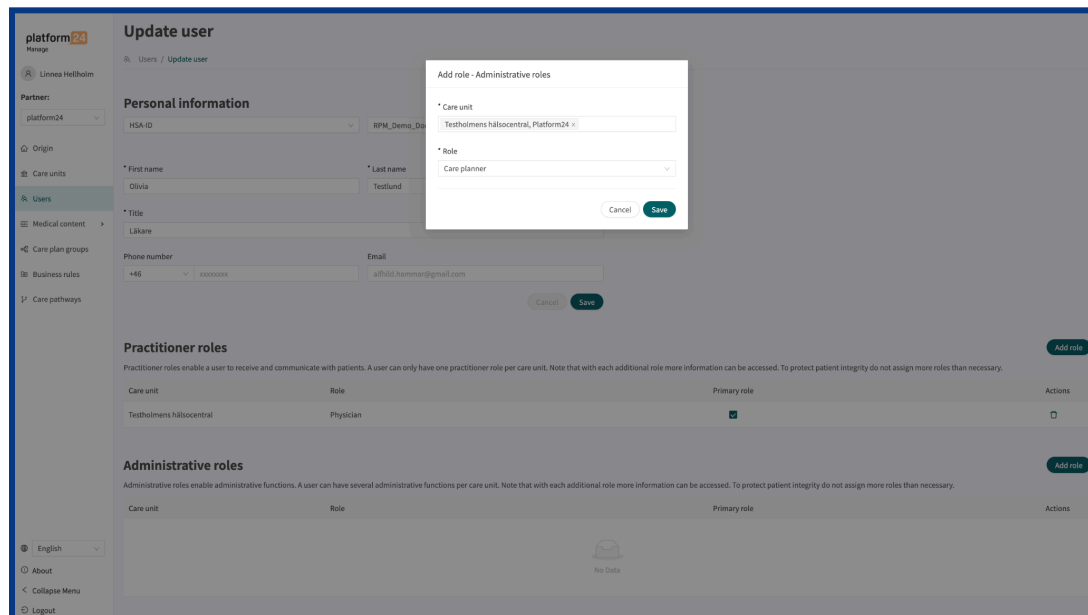 platform24
Manage
Linnea Hellholm
Partner:
platform24
Origin
Care units
Users
Medical content
Care plan groups
Business rules
Care pathways
English
About
Collapse Menu
Logout
Update user
Users / Update user
Personal information
HSA-ID
RPM_Demo_Do
* First name
* Last name
Olivia
Testlund
* Title
Läkare
Phone number
Email
+46
xxxxxxxx
alfhild.hammar@gmail.com
Cancel
Save
Add role - Administrative roles
* Care unit
Testholmens hälsocentral, Platform24 ×
* Role
Care planner
Cancel
Save
Practitioner roles
Add role
Practitioner roles enable a user to receive and communicate with patients. A user can only have one practitioner role per care unit. Note that with each additional role more information can be accessed. To protect patient integrity do not assign more roles than necessary.
Care unit Role Primary role Actions
Testholmens hälsocentral Physician
Administrative roles
Add role
Administrative roles enable administrative functions. A user can have several administrative functions per care unit. Note that with each additional role more information can be accessed. To protect patient integrity do not assign more roles than necessary.
Care unit Role Primary role Actions
No Data